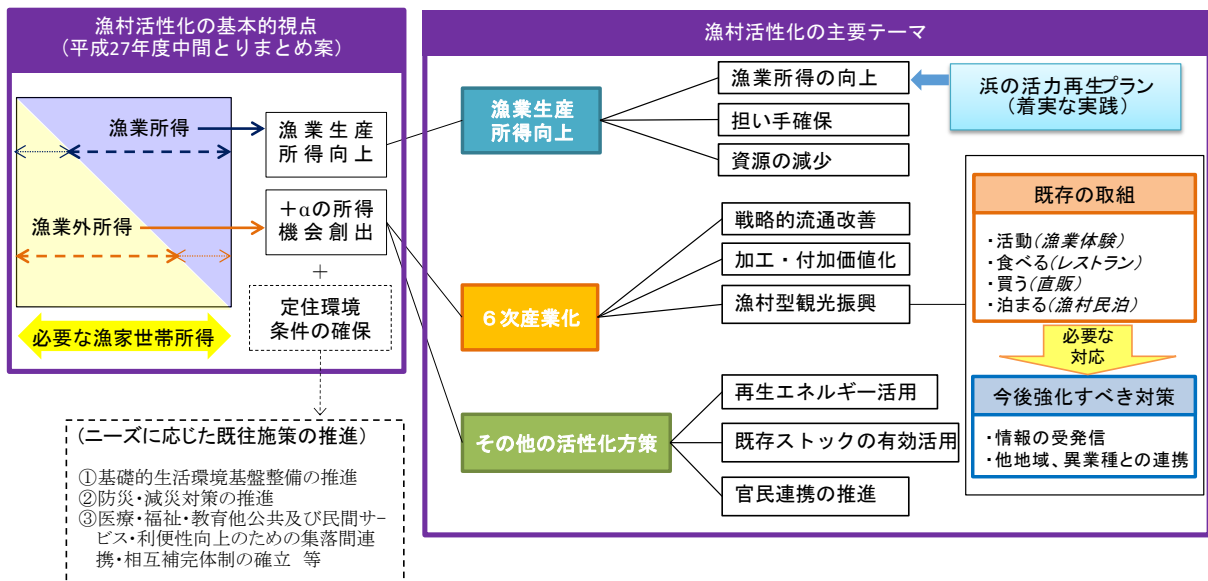 漁村活性化の基本的視点
(平成27年度中間とりまとめ案)
漁業所得
漁業生産
所得向上
漁業外所得
+αの所得
機会創出
+
定住環境
条件の確保
必要な漁家世帯所得
(ニーズに応じた既往施策の推進)
①基礎的生活環境基盤整備の推進
②防災・減災対策の推進
③医療・福祉・教育他公共及び民間サー
ビス・利便性向上のための集落間連
携・相互補完体制の確立 等
漁村活性化の主要テーマ
漁業生産
所得向上
漁業所得の向上
担い手確保
資源の減少
浜の活力再生プラン
(着実な実践)
6次産業化
戦略的流通改善
加工・付加価値化
漁村型観光振興
その他の活性化方策
再生エネルギー活用
既存ストックの有効活用
官民連携の推進
既存の取組
・活動(漁業体験)
・食べる(レストラン)
・買う(直販)
・泊まる(漁村民泊)
必要な
対応
今後強化すべき対策
・情報の受発信
・他地域、異業種との連携